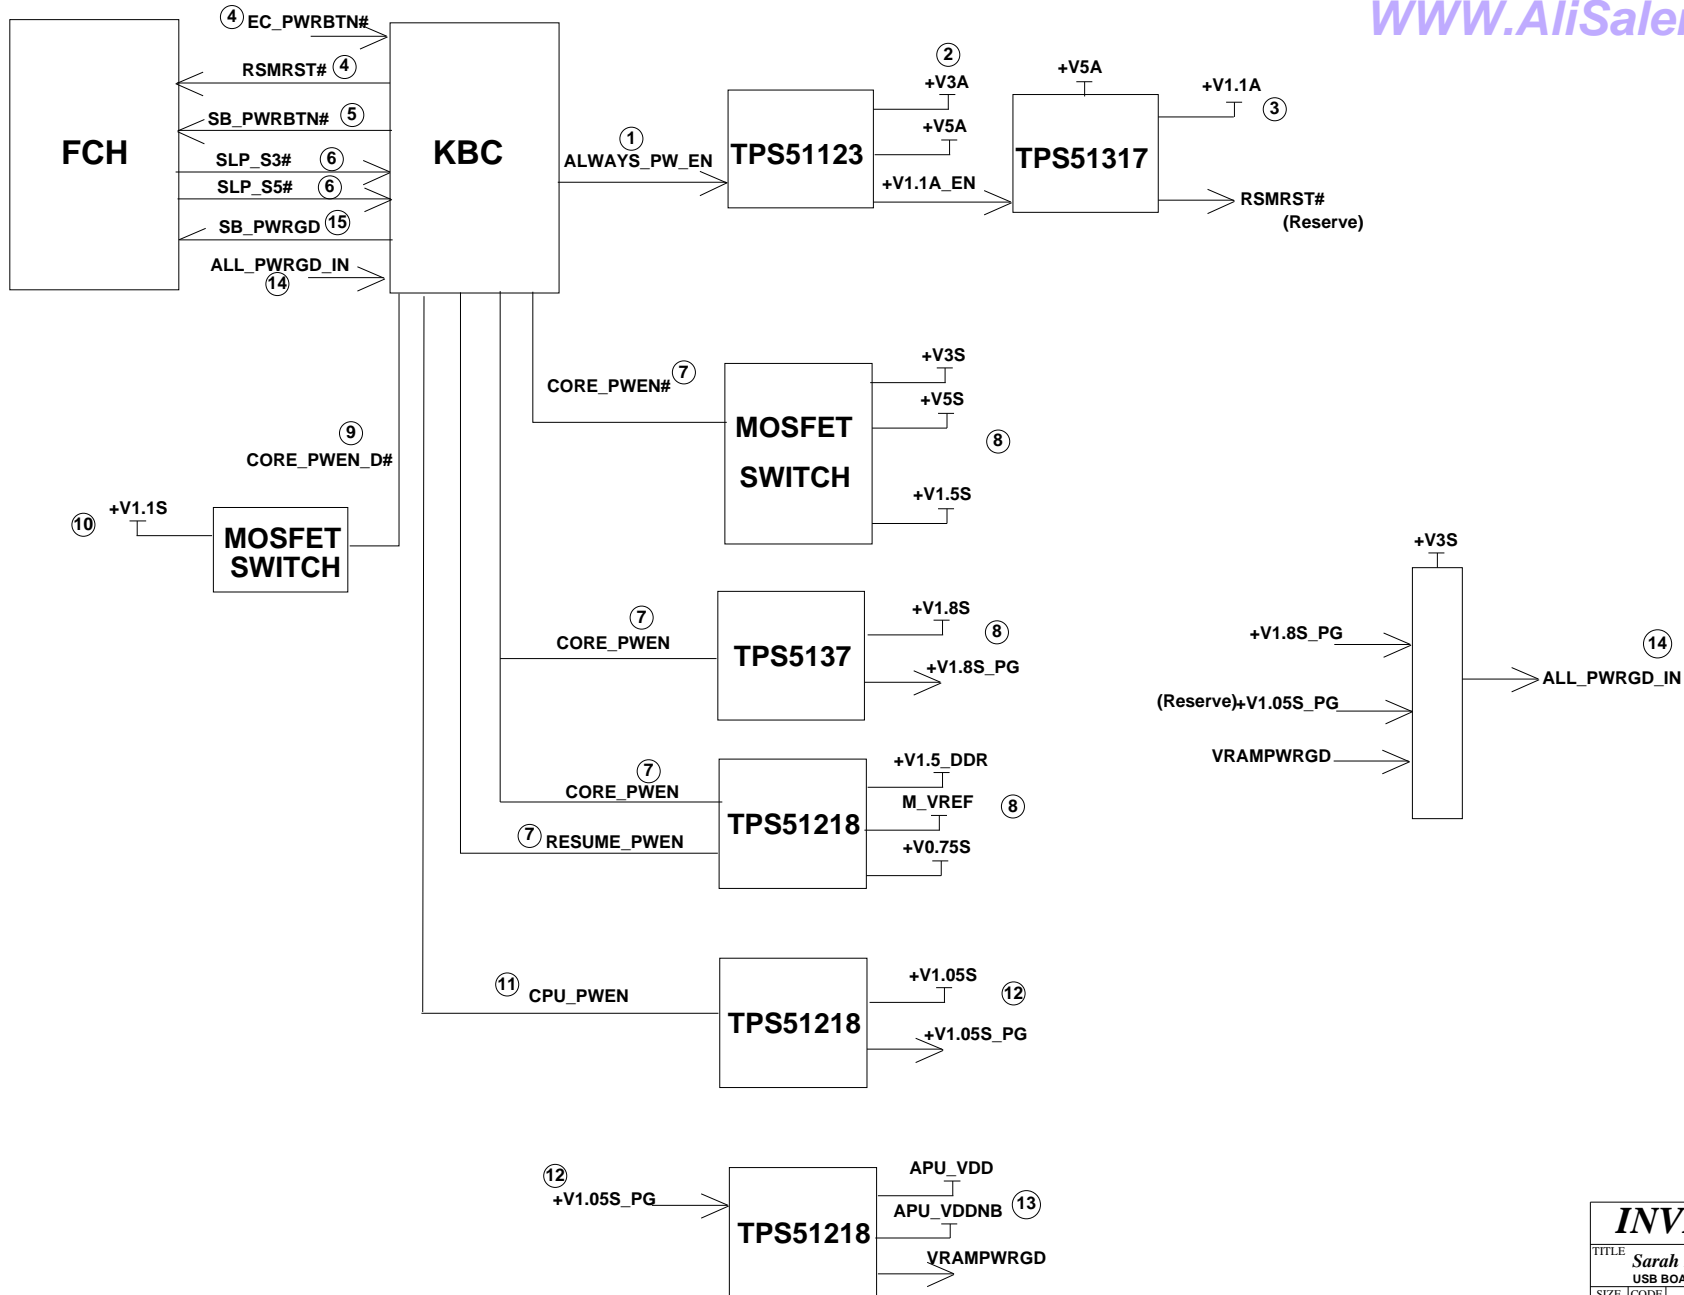 WWW.AliSaler
4 EC_PWRBTN#
RSMRST# 4
SB_PWRBTN# 5
SLP_S3# 6
SLP_S5# 6
SB_PWRGD 15
ALL_PWRGD_IN
14
FCH
KBC
1
ALWAYS_PW_EN
TPS51123
2
+V3A
+V5A
+V1.1A_EN
+V5A
TPS51317
+V1.1A
3
RSMRST#
(Reserve)
CORE_PWEN# 7
MOSFET
SWITCH
+V3S
+V5S
8
+V1.5S
9
CORE_PWEN_D#
10
+V1.1S
MOSFET
SWITCH
7
CORE_PWEN
TPS5137
+V1.8S
8
+V1.8S_PG
7
CORE_PWEN
7 RESUME_PWEN
TPS51218
+V1.5_DDR
M_VREF
8
+V0.75S
11 CPU_PWEN
TPS51218
+V1.05S
12
+V1.05S_PG
12
+V1.05S_PG
TPS51218
APU_VDD
APU_VDDNB 13
VRAMPWRGD
+V3S
+V1.8S_PG
(Reserve)+V1.05S_PG
VRAMPWRGD
14
ALL_PWRGD_IN
TITLE
Sarah
SIZE CODE